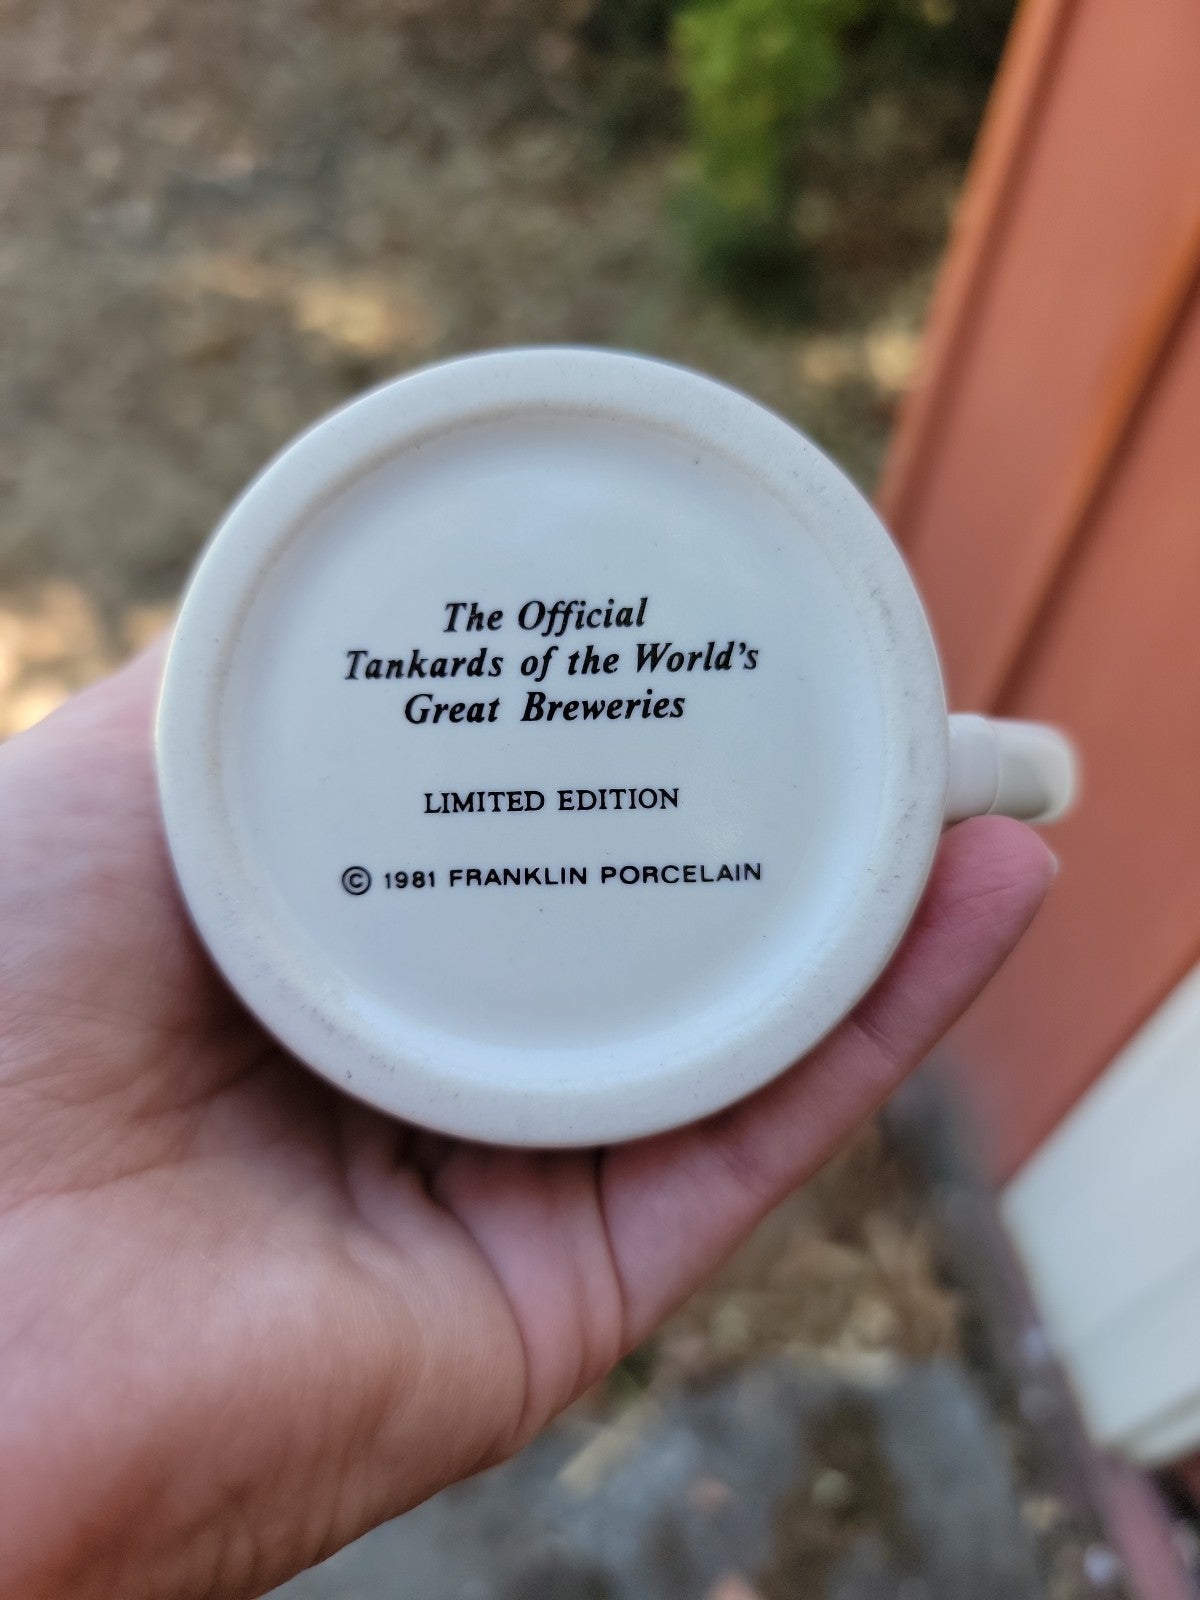 The Official
Tankards of the World's
Great Breweries
LIMITED EDITION
© 1981 FRANKLIN PORCELAIN